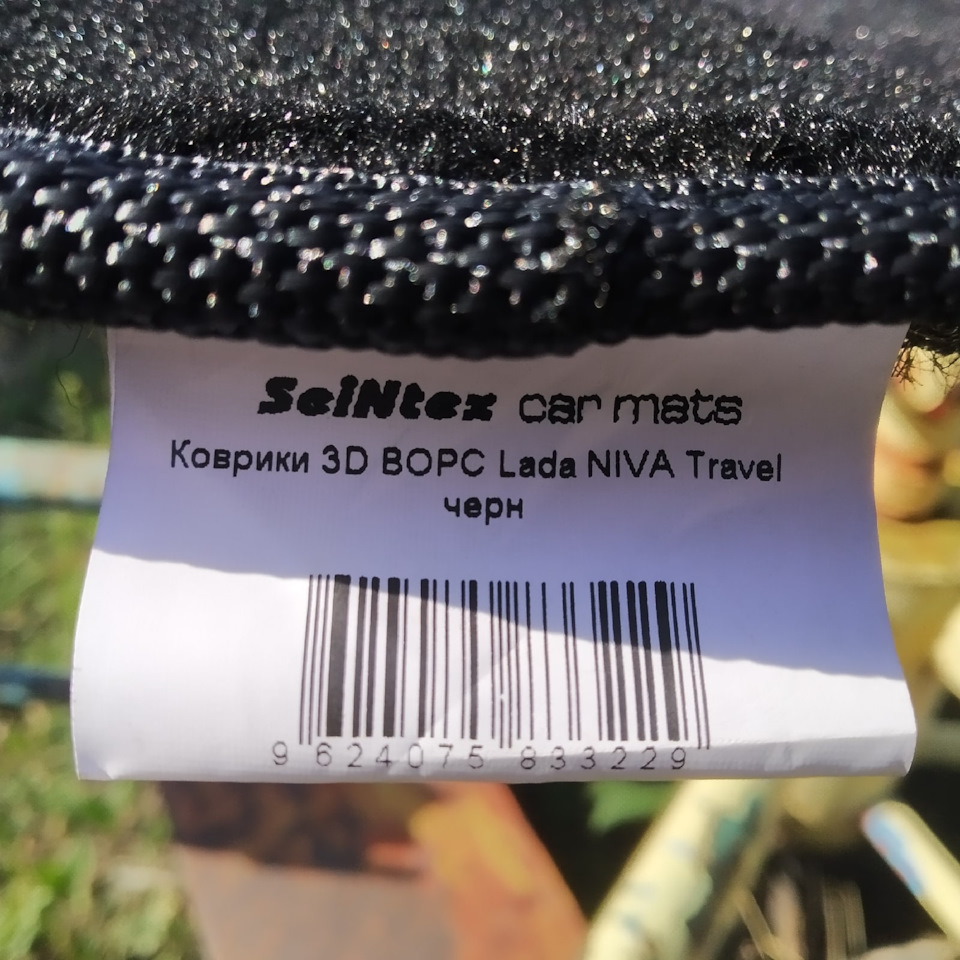 SeiNtex car mats
Коврики 3D ВОРС Lada NIVA Travel
черн
9 624075 833229